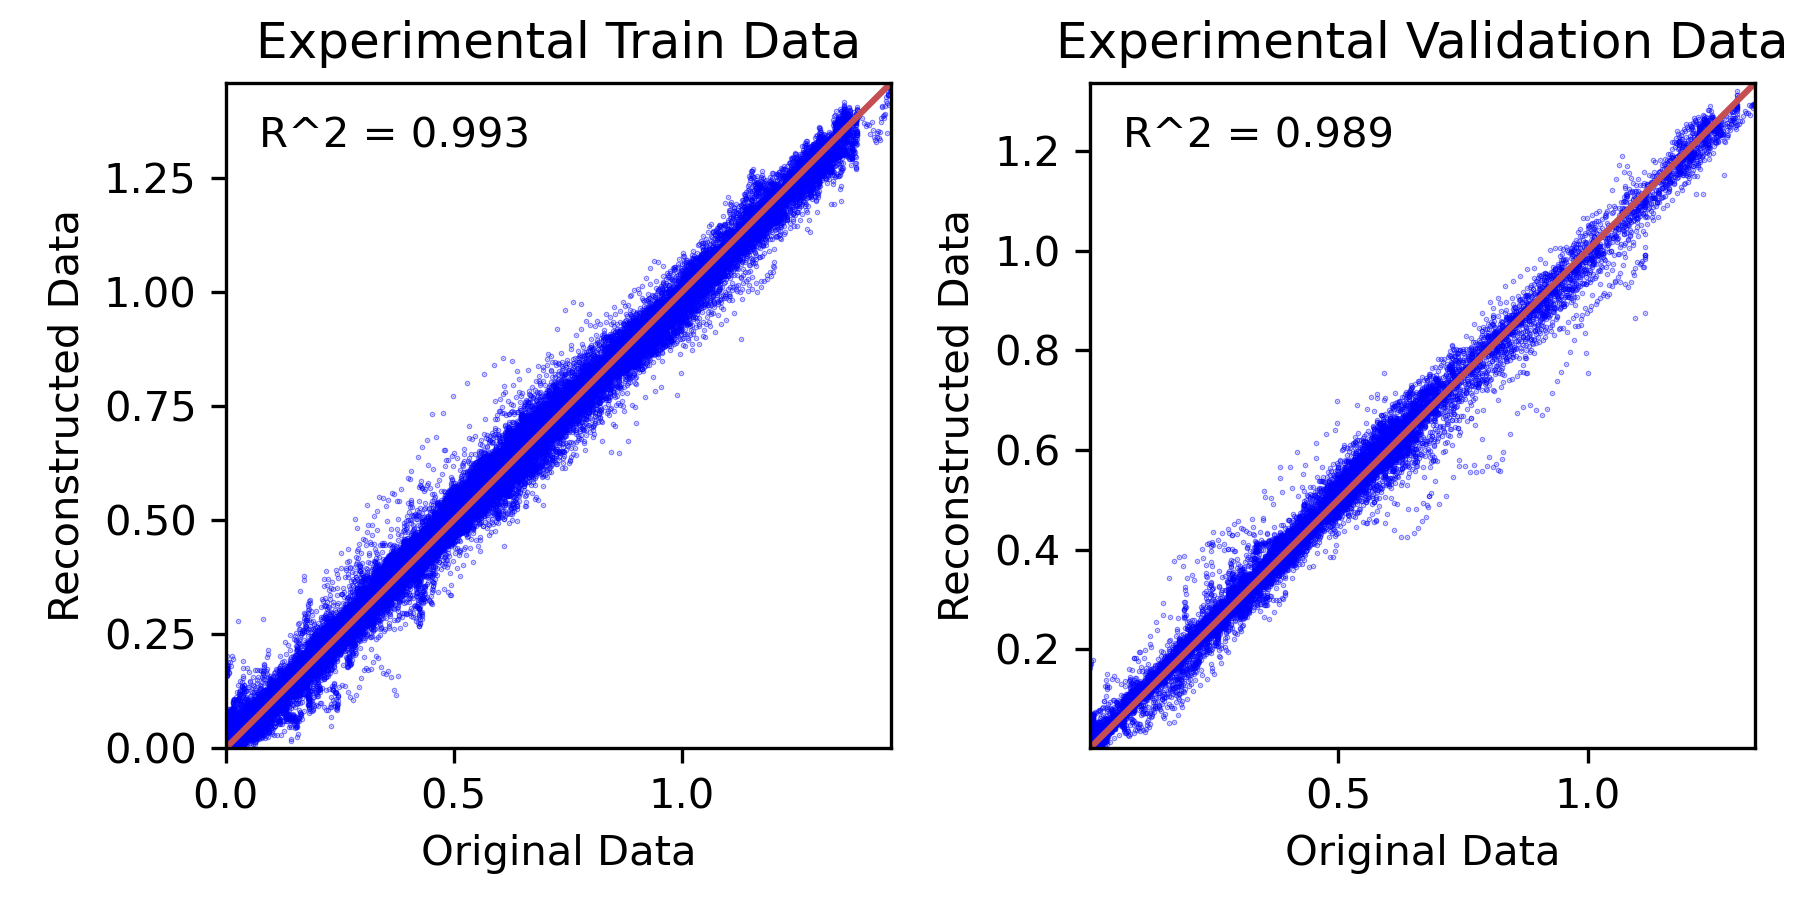 Experimental Train Data
R^2 = 0.993
Reconstructed Data
1.25
1.00
0.75
0.50
0.25
0.00
0.0 0.5 1.0
Original Data
Experimental Validation Data
R^2 = 0.989
Reconstructed Data
1.2
1.0
0.8
0.6
0.4
0.2
0.5 1.0
Original Data